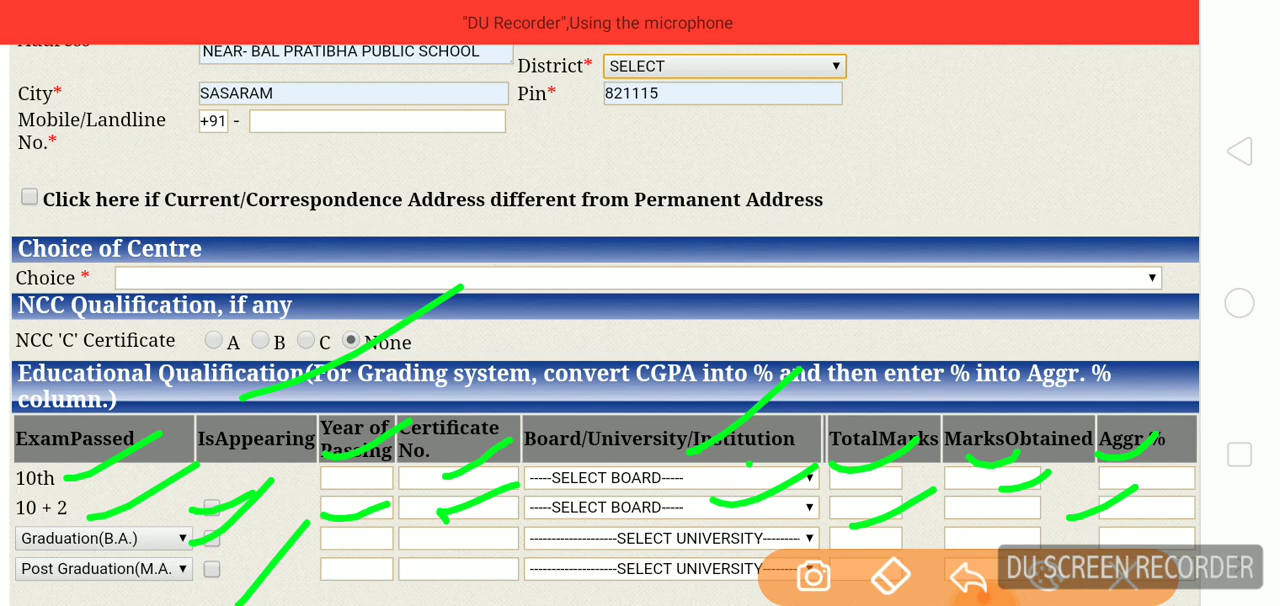 "DU Recorder",Using the microphone
NEAR- BAL PRATIBHA PUBLIC SCHOOL
District* SELECT
City* SASARAM Pin* 821115
Mobile/Landline +91 -
No.*
Click here if Current/Correspondence Address different from Permanent Address
Choice of Centre
Choice *
NCC Qualification, if any
NCC 'C' Certificate A B C None
Educational Qualification(For Grading system, convert CGPA into % and then enter % into Aggr. %
column.)
ExamPassed IsAppearing Year of Passing Certificate No. Board/University/Institution TotalMarks MarksObtained Aggr.%
10th -----SELECT BOARD-----
10 + 2 -----SELECT BOARD-----
Graduation(B.A.) --------------------SELECT UNIVERSITY---------
Post Graduation(M.A. --------------------SELECT UNIVERSITY---------
DU SCREEN RECORDER